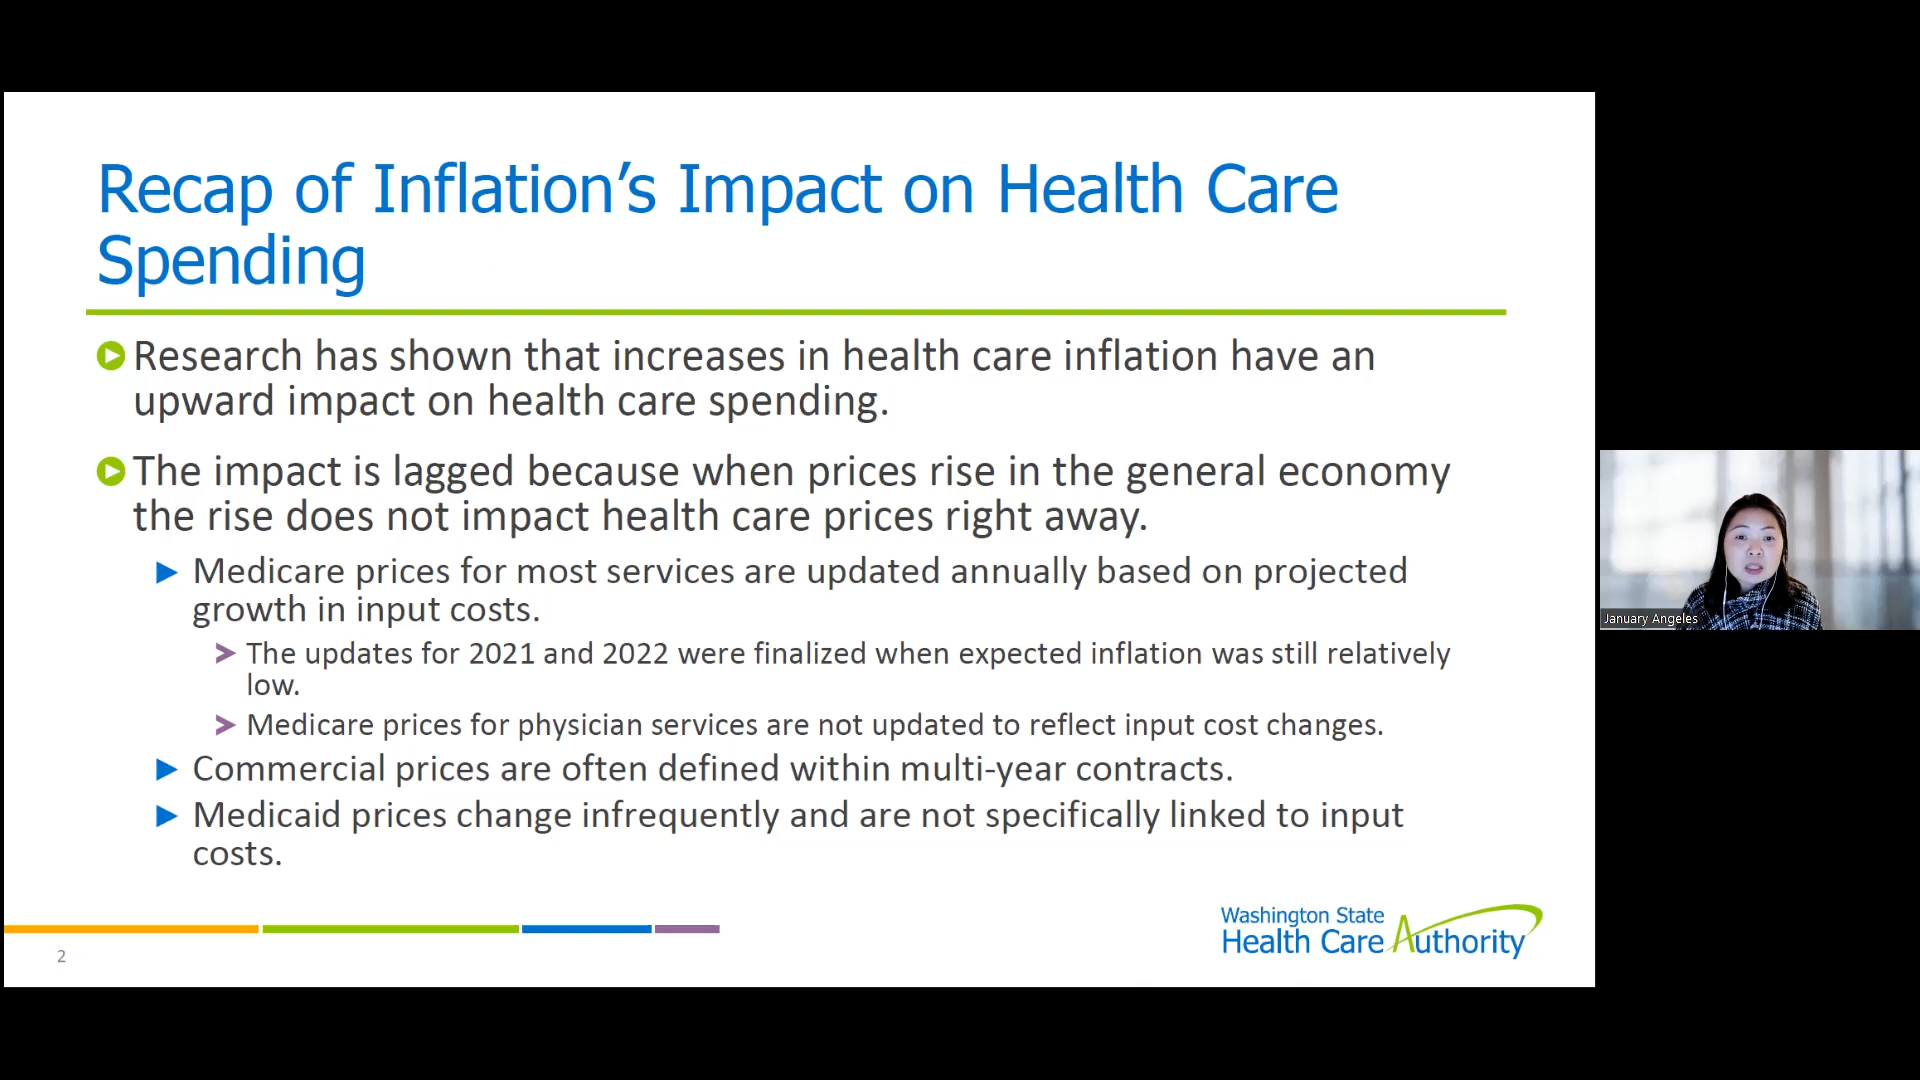 Recap of Inflation’s Impact on Health Care
Spending
Research has shown that increases in health care inflation have an
upward impact on health care spending.
The impact is lagged because when prices rise in the general economy
the rise does not impact health care prices right away.
Medicare prices for most services are updated annually based on projected
growth in input costs.
The updates for 2021 and 2022 were finalized when expected inflation was still relatively
low.
Medicare prices for physician services are not updated to reflect input cost changes.
Commercial prices are often defined within multi-year contracts.
Medicaid prices change infrequently and are not specifically linked to input
costs.
2
Washington State
Health Care Authority
January Angeles